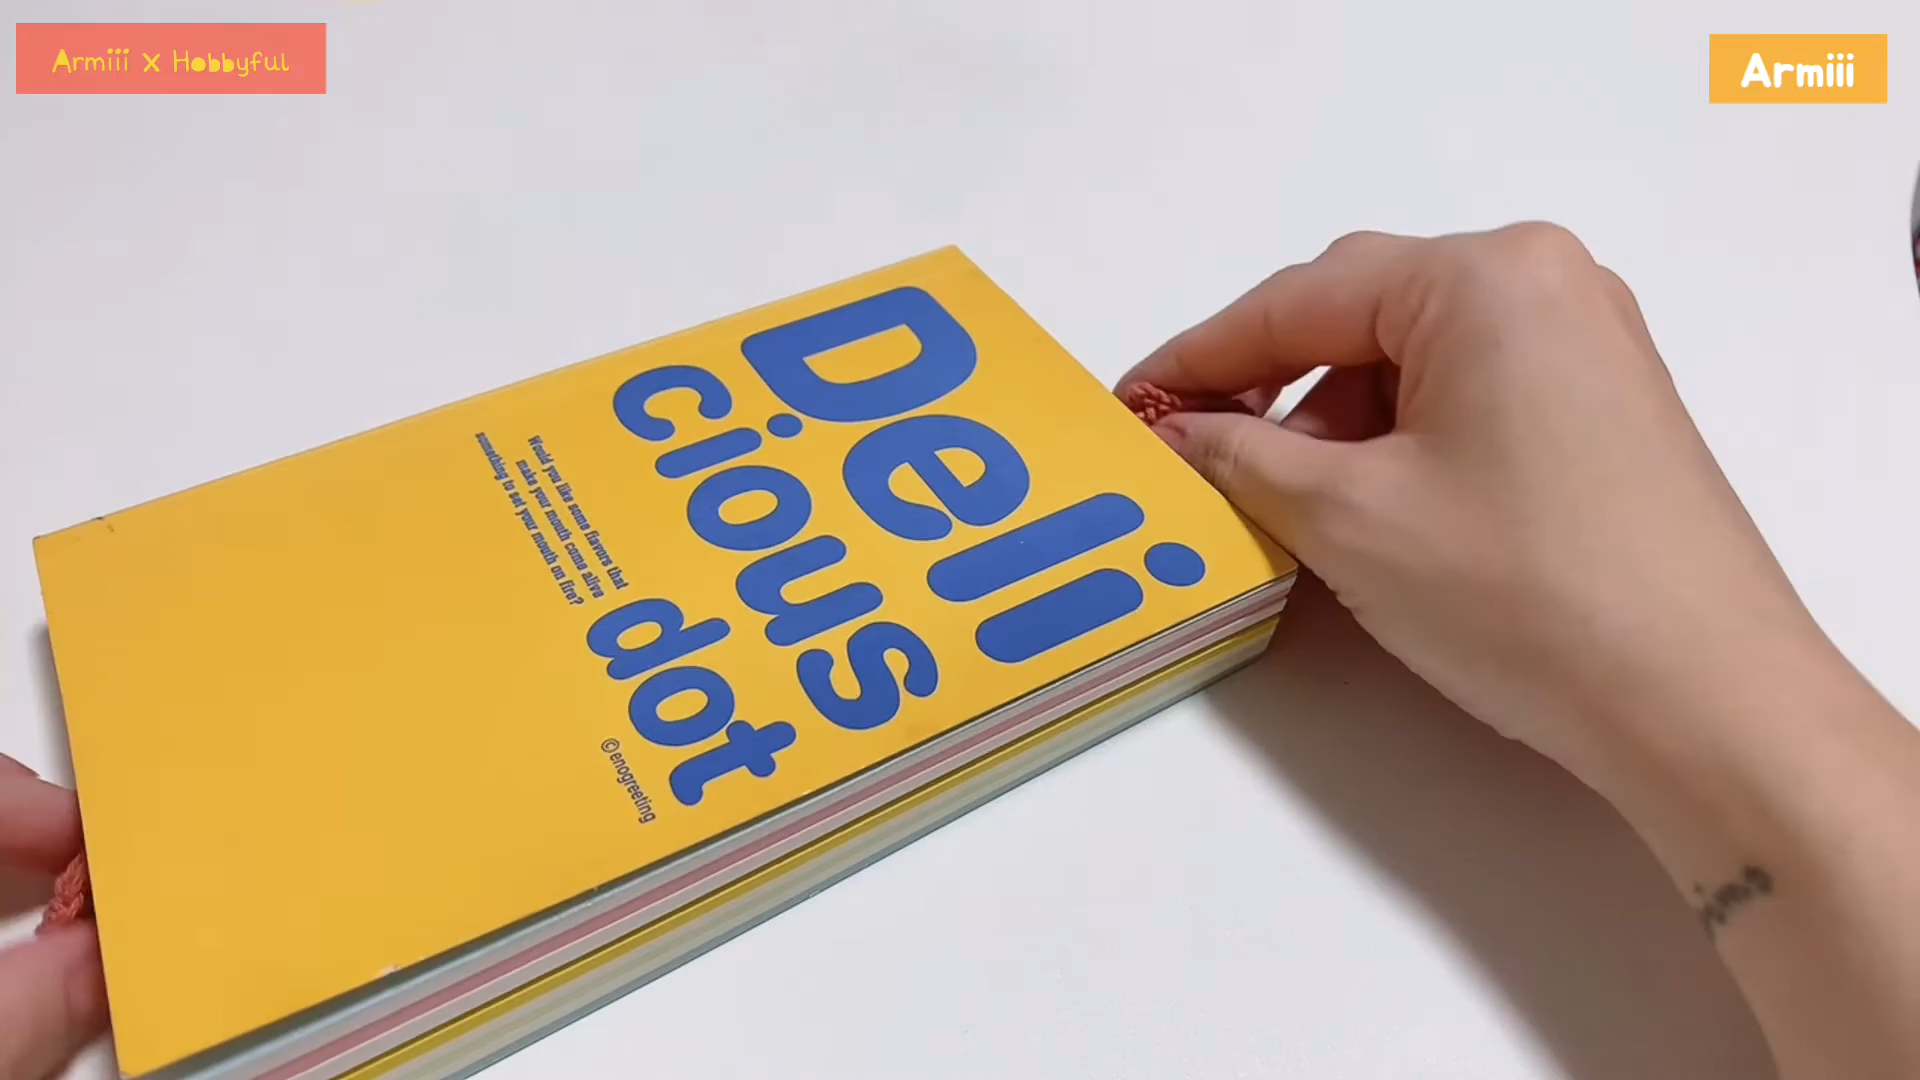 Armiii x Hobbyful
Armiii
Deli
cious
dot
Would you like some flavors that
make your mouth come alive
something to set your mouth on fire?
©enogreeting